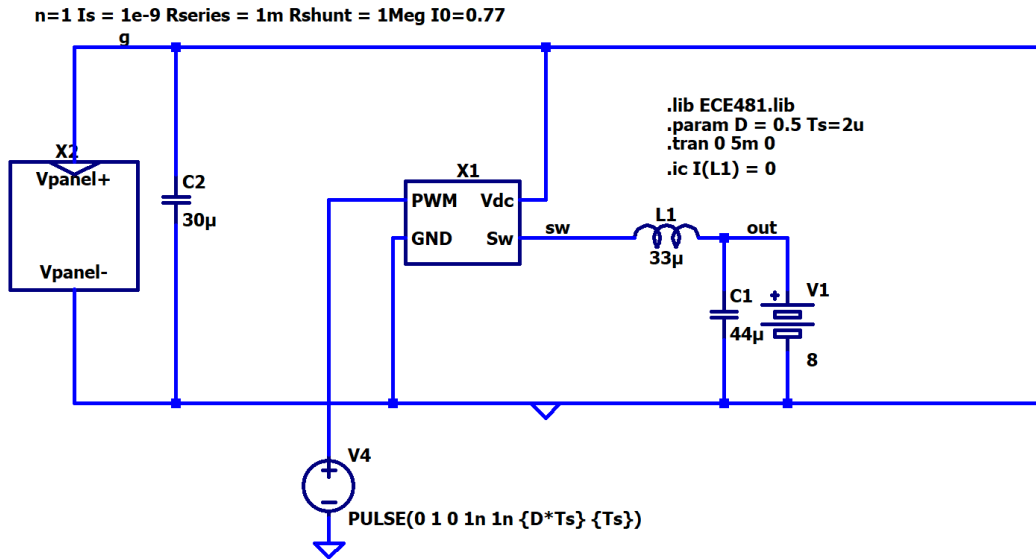 n=1 Is = 1e-9 Rseries = 1m Rshunt = 1Meg I0=0.77
g
.lib ECE481.lib
.param D = 0.5 Ts=2u
.tran 0 5m 0
.ic I(L1) = 0
X2
Vpanel+
Vpanel-
C2
30µ
X1
PWM Vdc
GND Sw
sw
L1
33µ
out
C1
44µ
V1
8
V4
PULSE(0 1 0 1n 1n {D*Ts} {Ts})